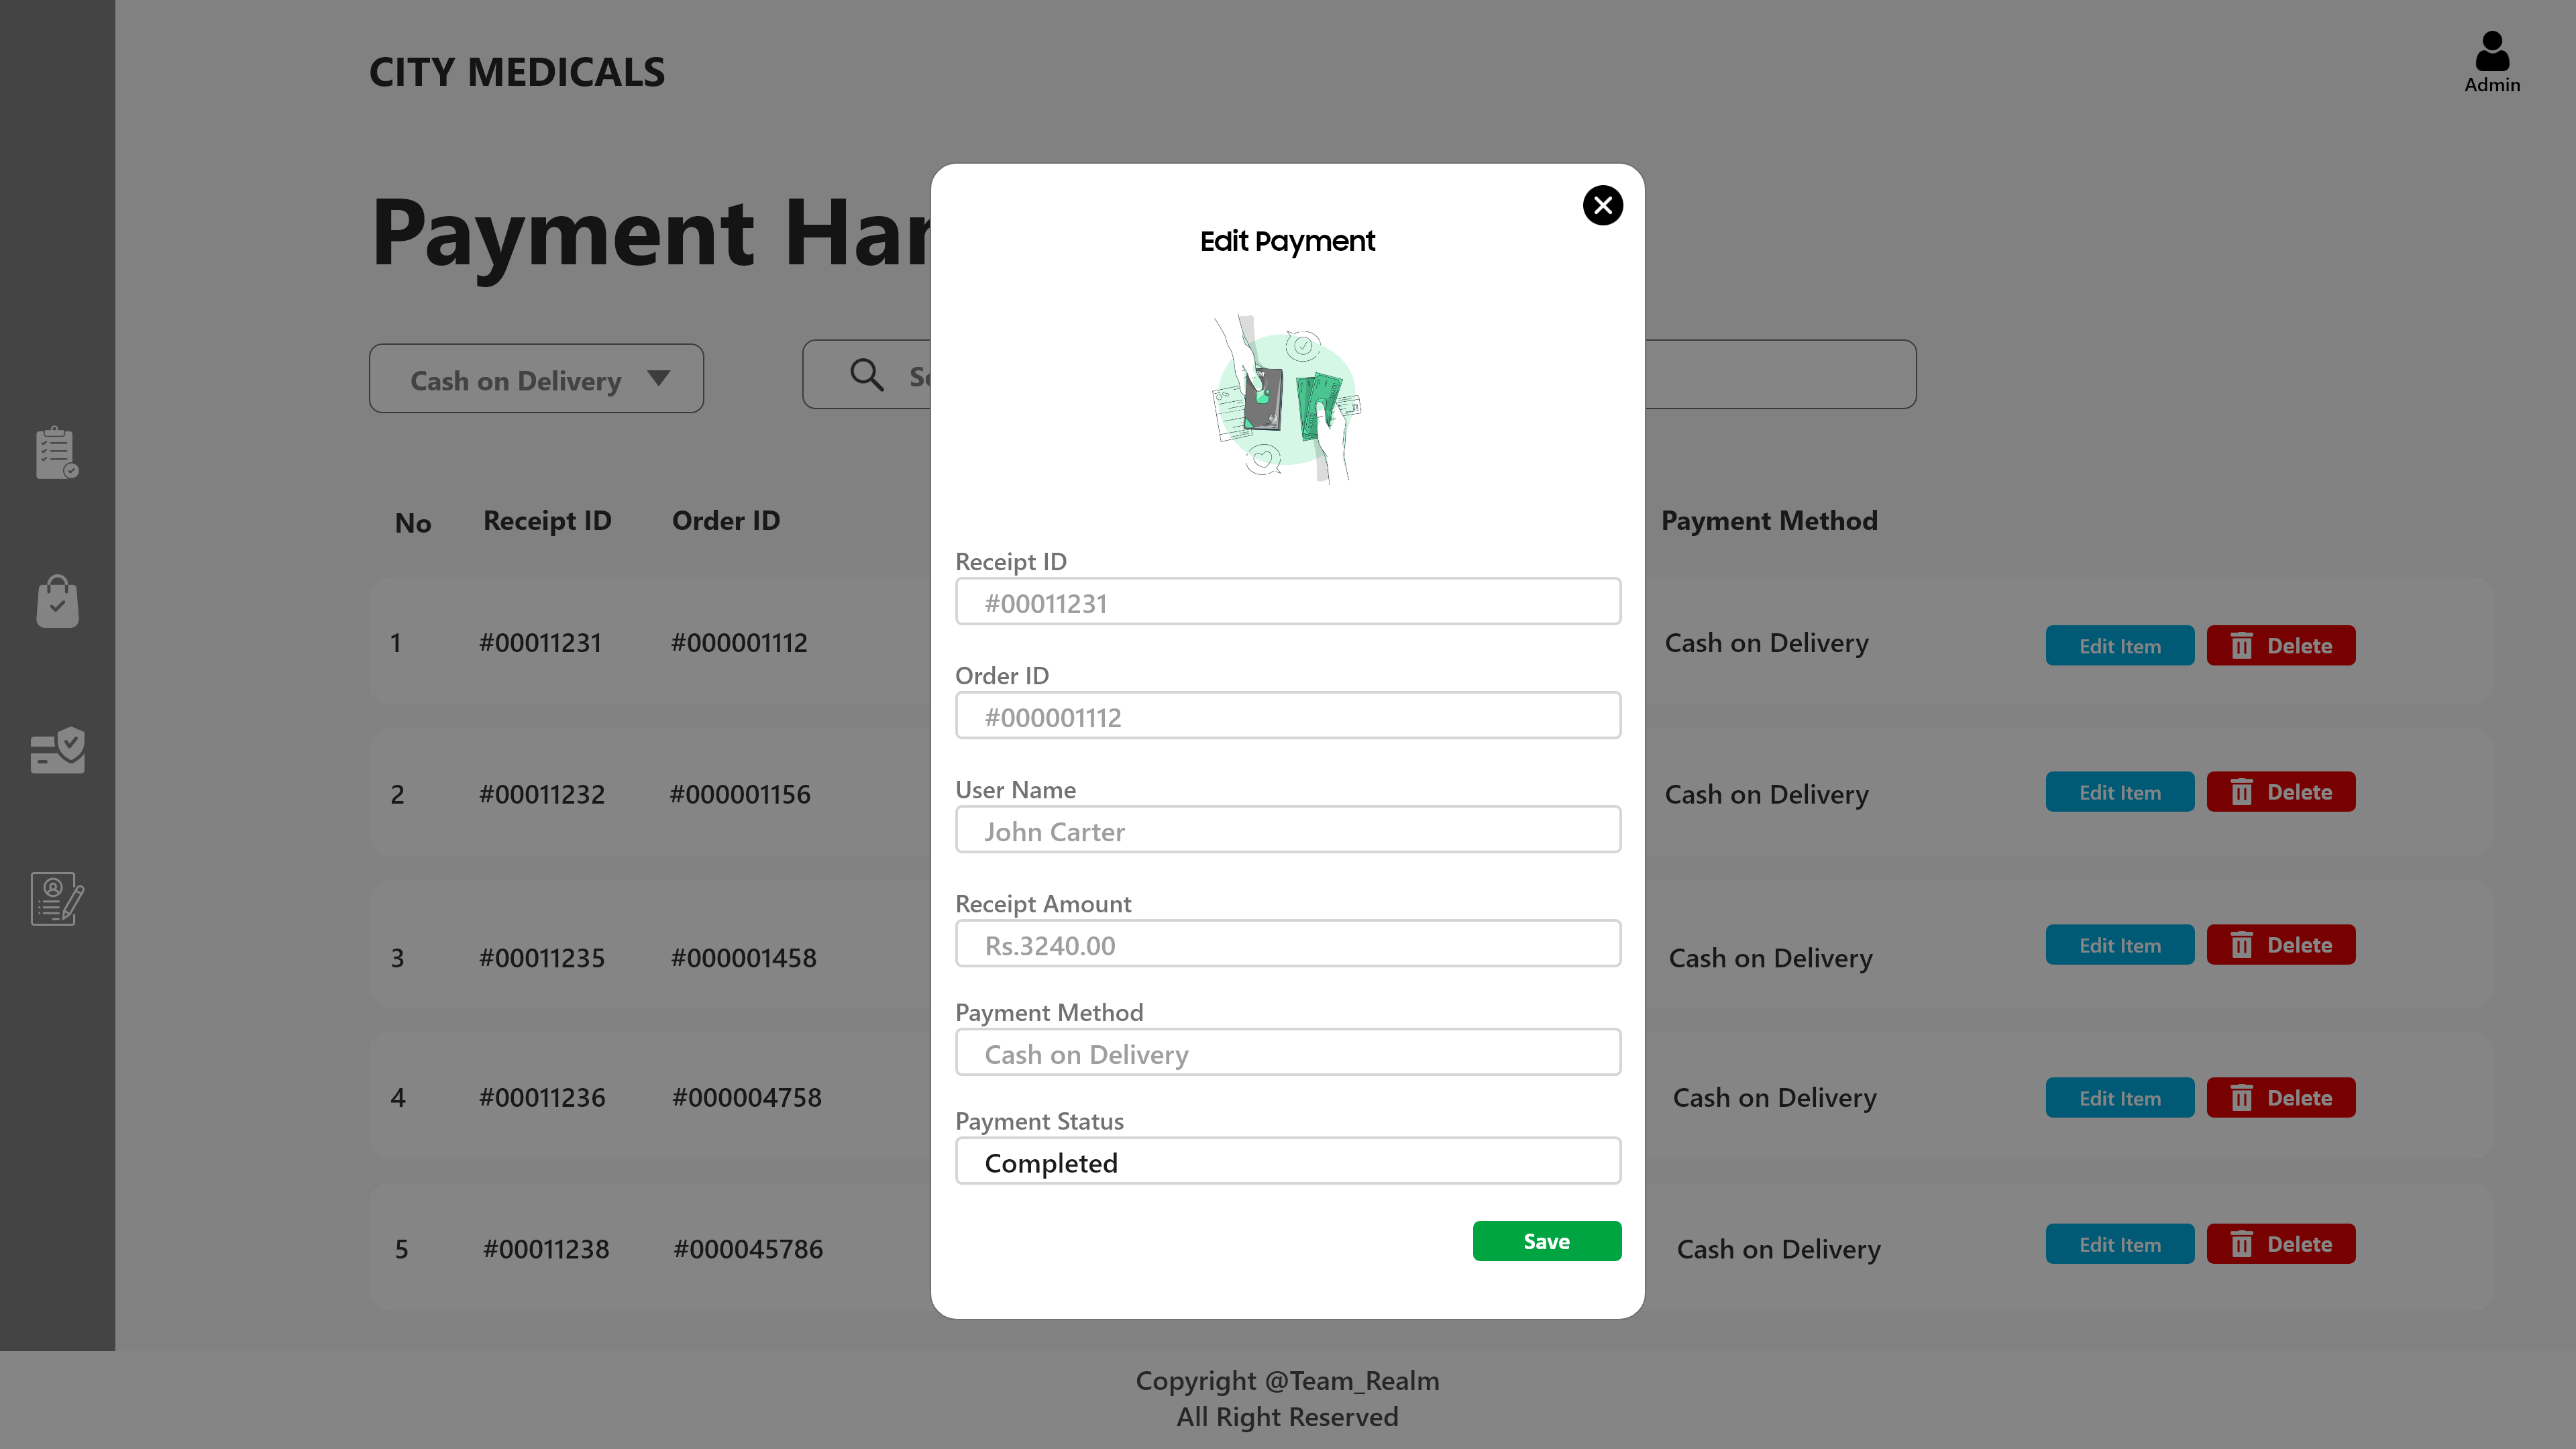 CITY MEDICALS
Admin
Payment
Edit Payment
Cash on Delivery
No Receipt ID Order ID Payment Method
Receipt ID
#00011231
1 #00011231 #000001112 Cash on Delivery Edit Item Delete
Order ID
#000001112
User Name
2 #00011232 #000001156 Cash on Delivery Edit Item Delete
John Carter
Receipt Amount
Rs.3240.00
3 #00011235 #000001458 Cash on Delivery Edit Item Delete
Payment Method
Cash on Delivery
4 #00011236 #000004758 Cash on Delivery Edit Item Delete
Payment Status
Completed
Save
5 #00011238 #000045786 Cash on Delivery Edit Item Delete
Copyright @Team_Realm
All Right Reserved